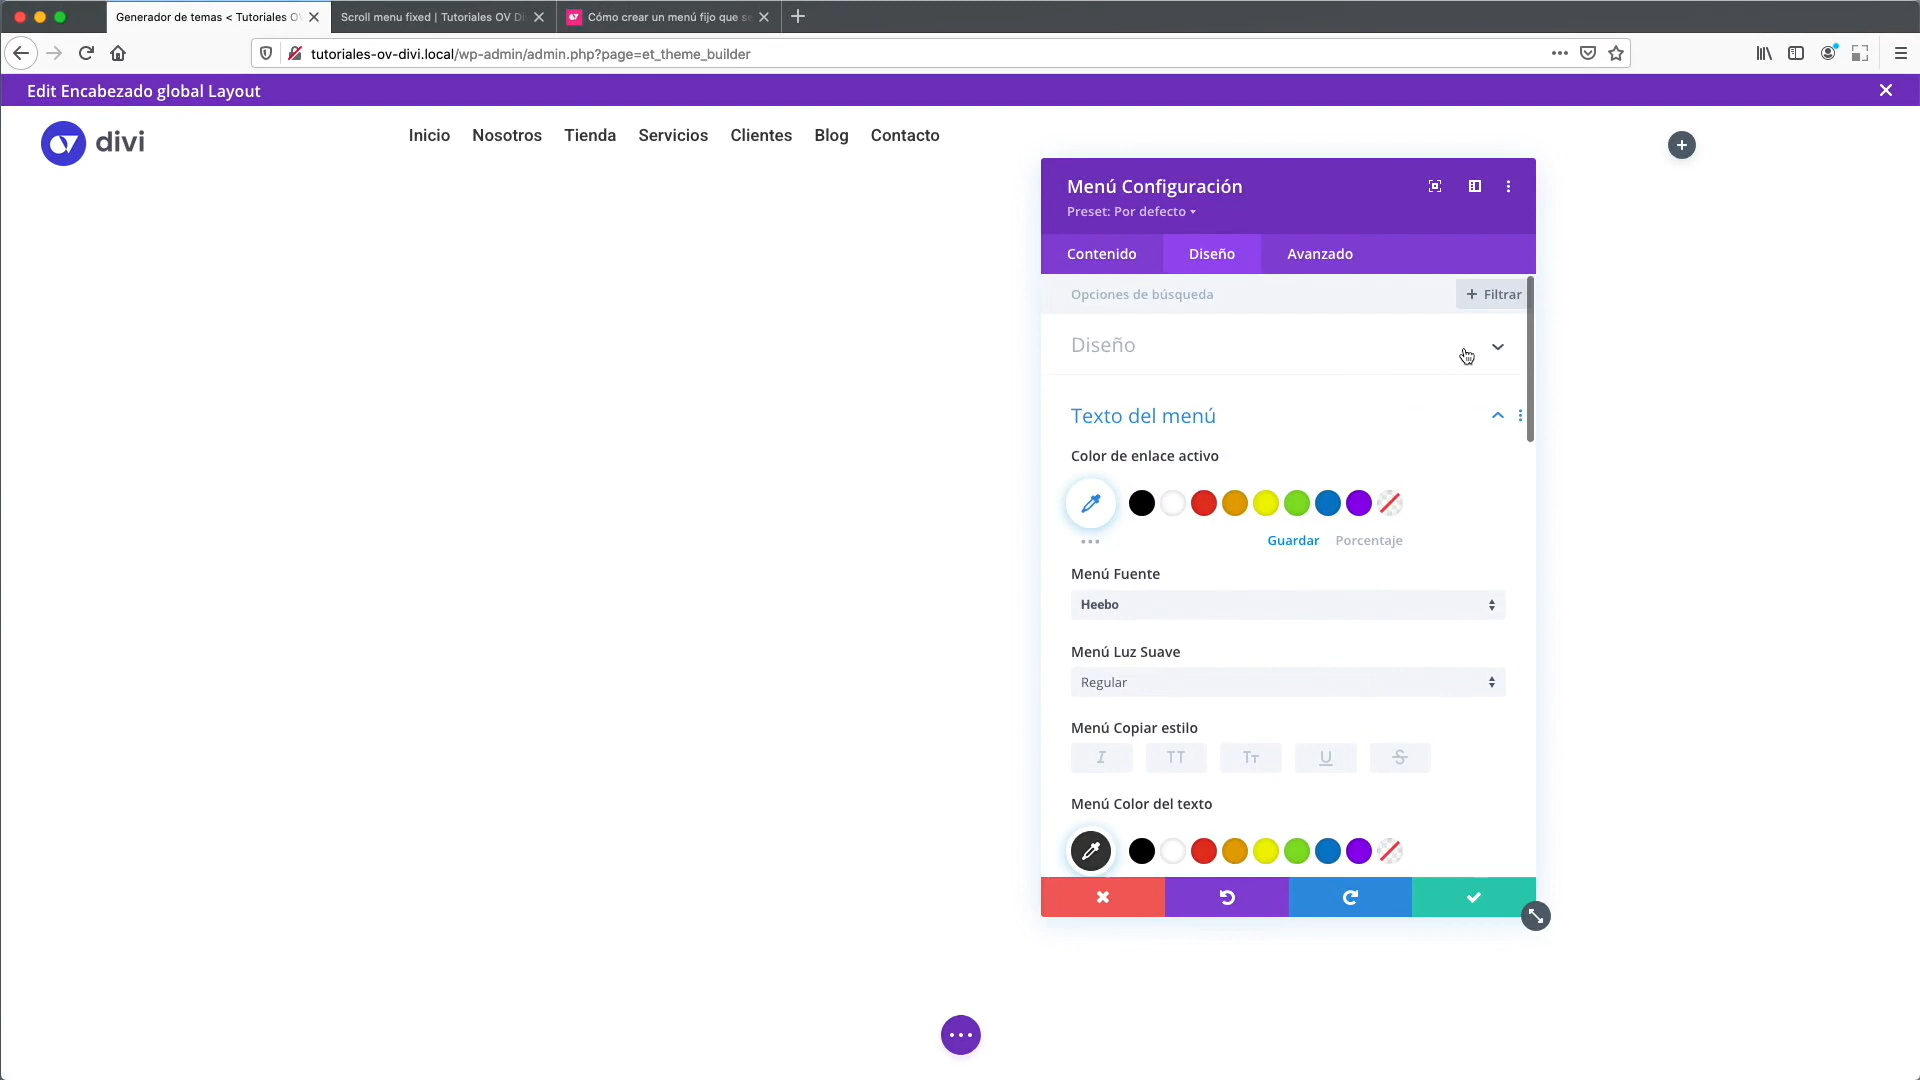 Generador de temas < Tutoriales O
Scroll menu fixed | Tutoriales OV D
Cómo crear un menú fijo que se
tutoriales-ov-divi.local/wp-admin/admin.php?page=et_theme_builder
Edit Encabezado global Layout
divi
Inicio Nosotros Tienda Servicios Clientes Blog Contacto
Menú Configuración
Preset: Por defecto
Contenido Diseño Avanzado
Opciones de búsqueda
+ Filtrar
Diseño
Texto del menú
Color de enlace activo
Guardar Porcentaje
Menú Fuente
Heebo
Menú Luz Suave
Regular
Menú Copiar estilo
I TT Tт U S
Menú Color del texto